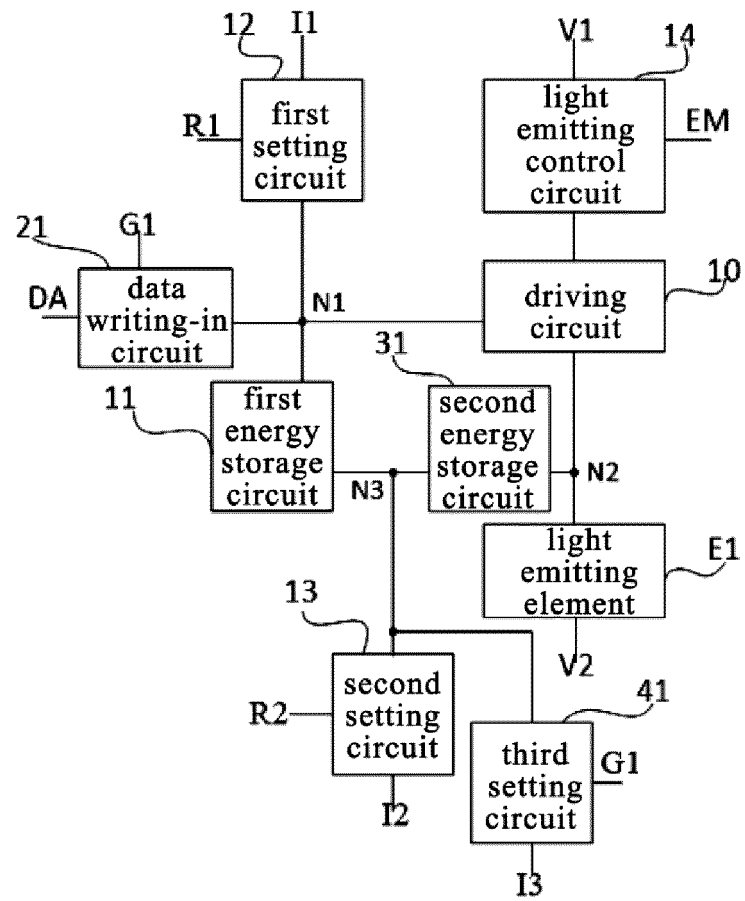 12
I1
V1
14
R1
first
setting
circuit
light
emitting
control
circuit
EM
21
G1
DA
data
writing-in
circuit
N1
driving
circuit
10
31
11
first
energy
storage
circuit
second
energy
storage
circuit
N3
N2
light
emitting
element
E1
13
V2
R2
second
setting
circuit
41
third
setting
circuit
G1
I2
I3